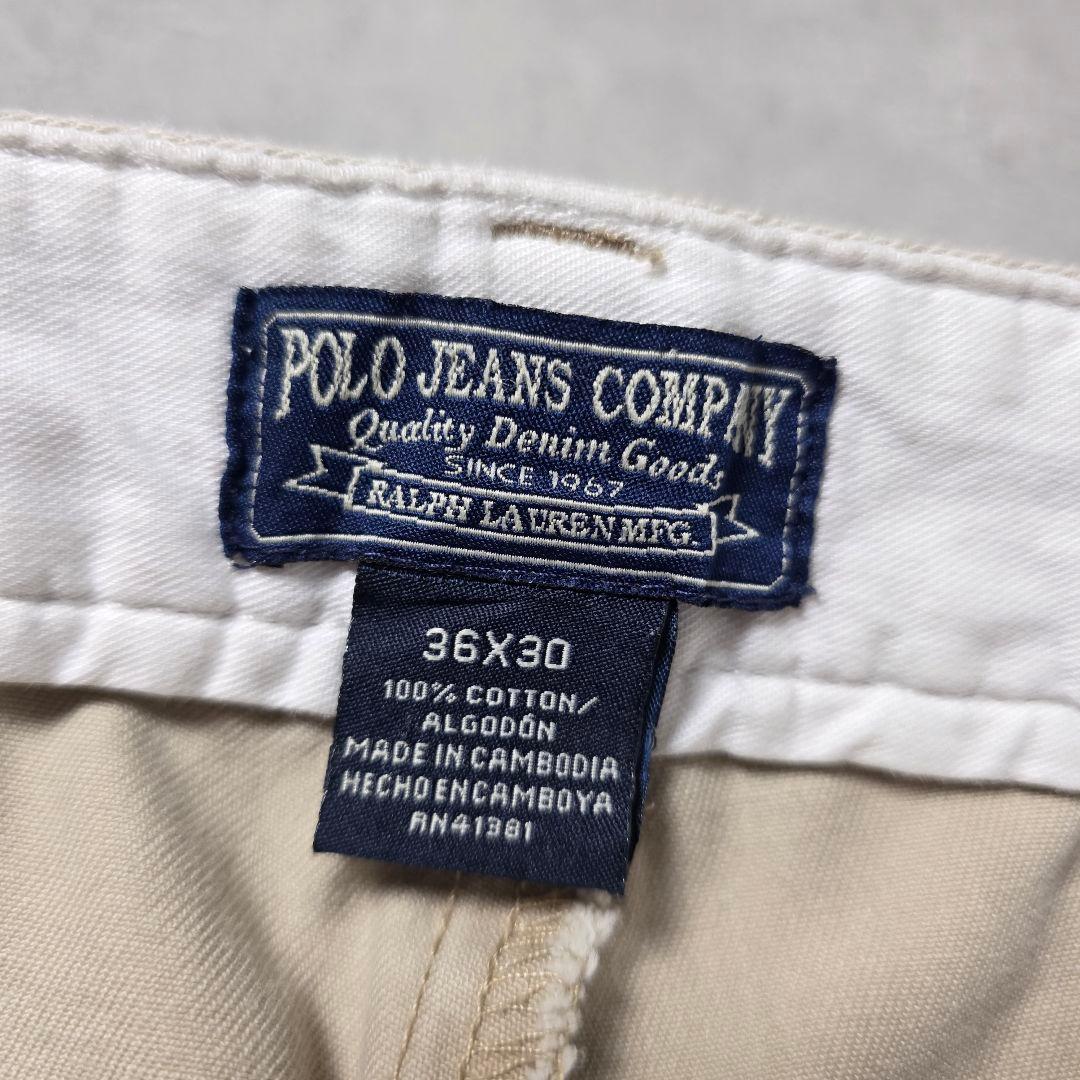 POLO JEANS COMPANY
Quality Denim Goods
SINCE 1967
RALPH LAUREN MFG.
36X30
100% COTTON/
ALGODÓN
MADE IN CAMBODIA
HECHO EN CAMBOYA
RN41381